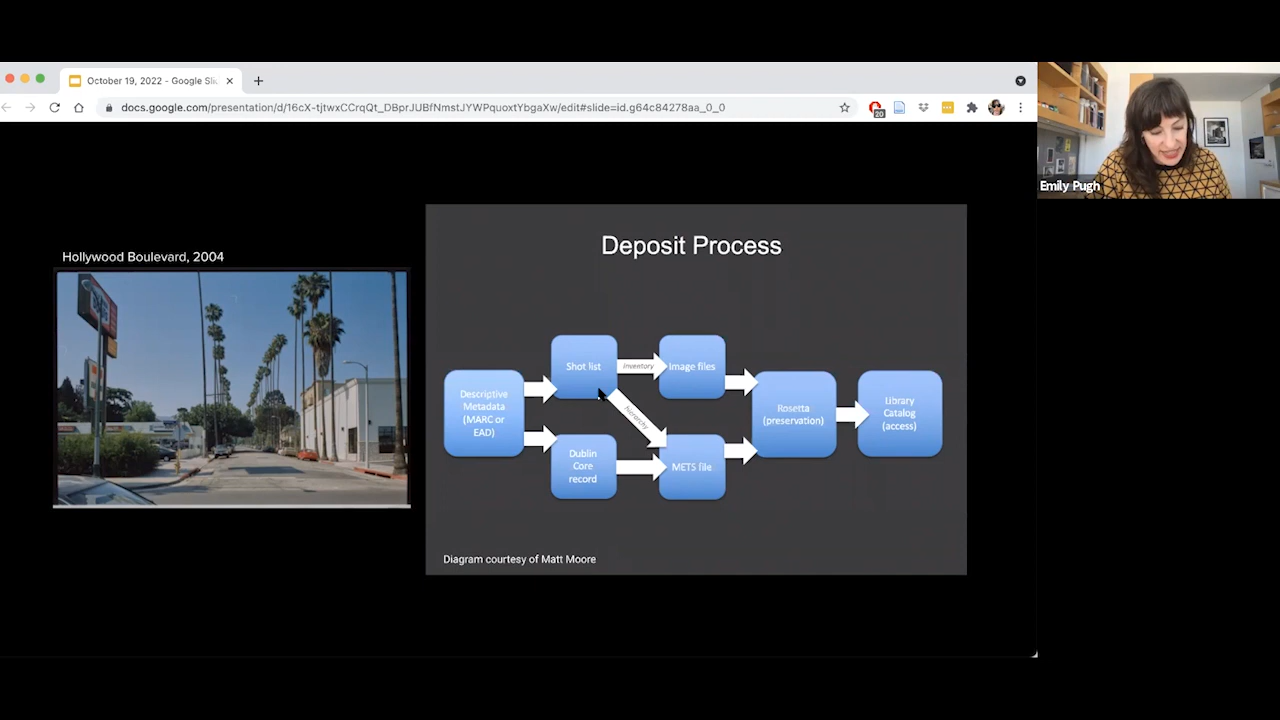 October 19, 2022 - Google Sli
docs.google.com/presentation/d/16cX-tjtwxCCrqQt_DBprJUBfNmstJYWPquoxtYbgaXw/edit#slide=id.g64c84278aa_0_0
20
Emily Pugh
Hollywood Boulevard, 2004
Deposit Process
Descriptive
Metadata
(MARC or
EAD)
Shot list
Inventory
Image files
hierarchy
Dublin
Core
record
METS file
Rosetta
(preservation)
Library
Catalog
(access)
Diagram courtesy of Matt Moore